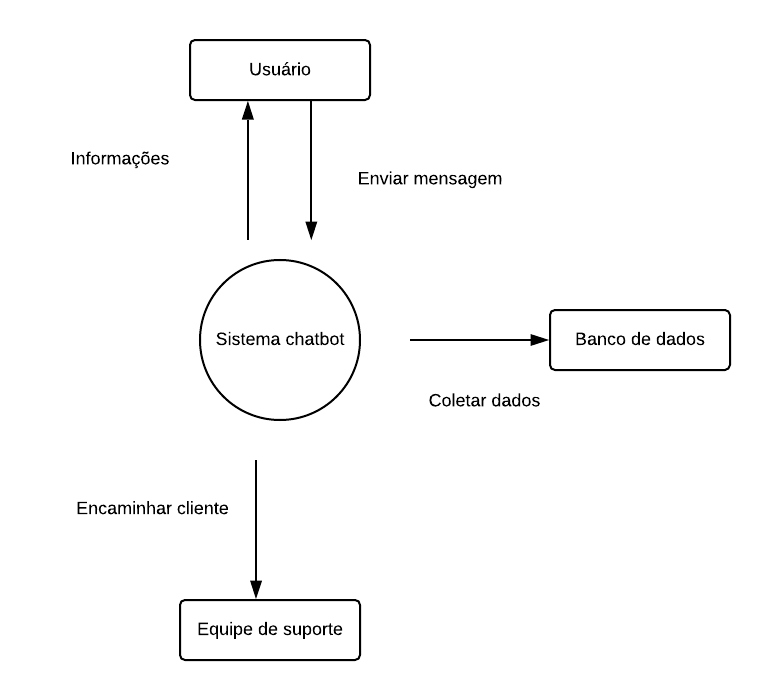 Usuário
Informações
Enviar mensagem
Sistema chatbot
Banco de dados
Coletar dados
Encaminhar cliente
Equipe de suporte